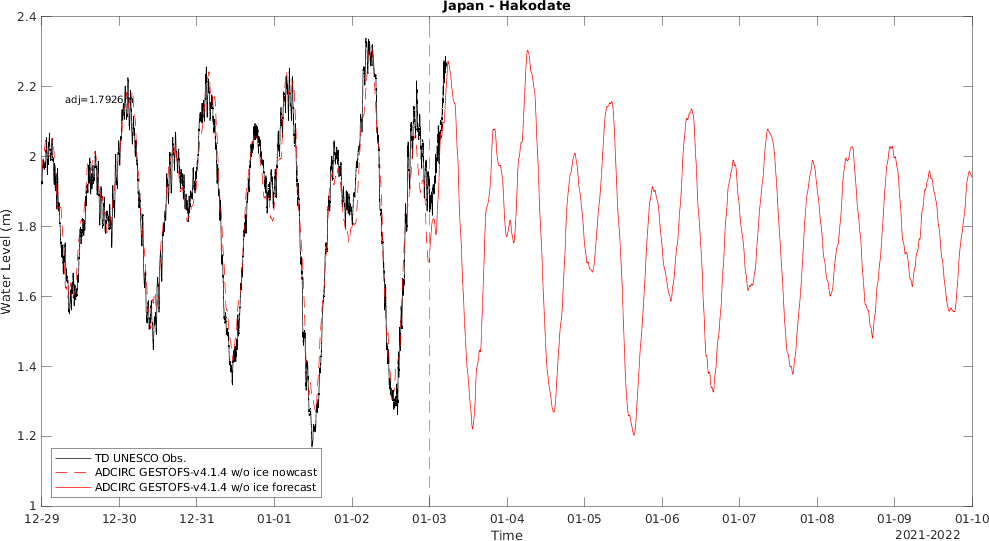 Japan - Hakodate
2.4
2.2
2
1.8
1.6
1.4
1.2
1
Water Level (m)
adj=1.7926
TD UNESCO Obs.
ADCIRC GESTOFS-v4.1.4 w/o ice nowcast
ADCIRC GESTOFS-v4.1.4 w/o ice forecast
12-29 12-30 12-31 01-01 01-02 01-03 01-04 01-05 01-06 01-07 01-08 01-09 01-10
Time
2021-2022